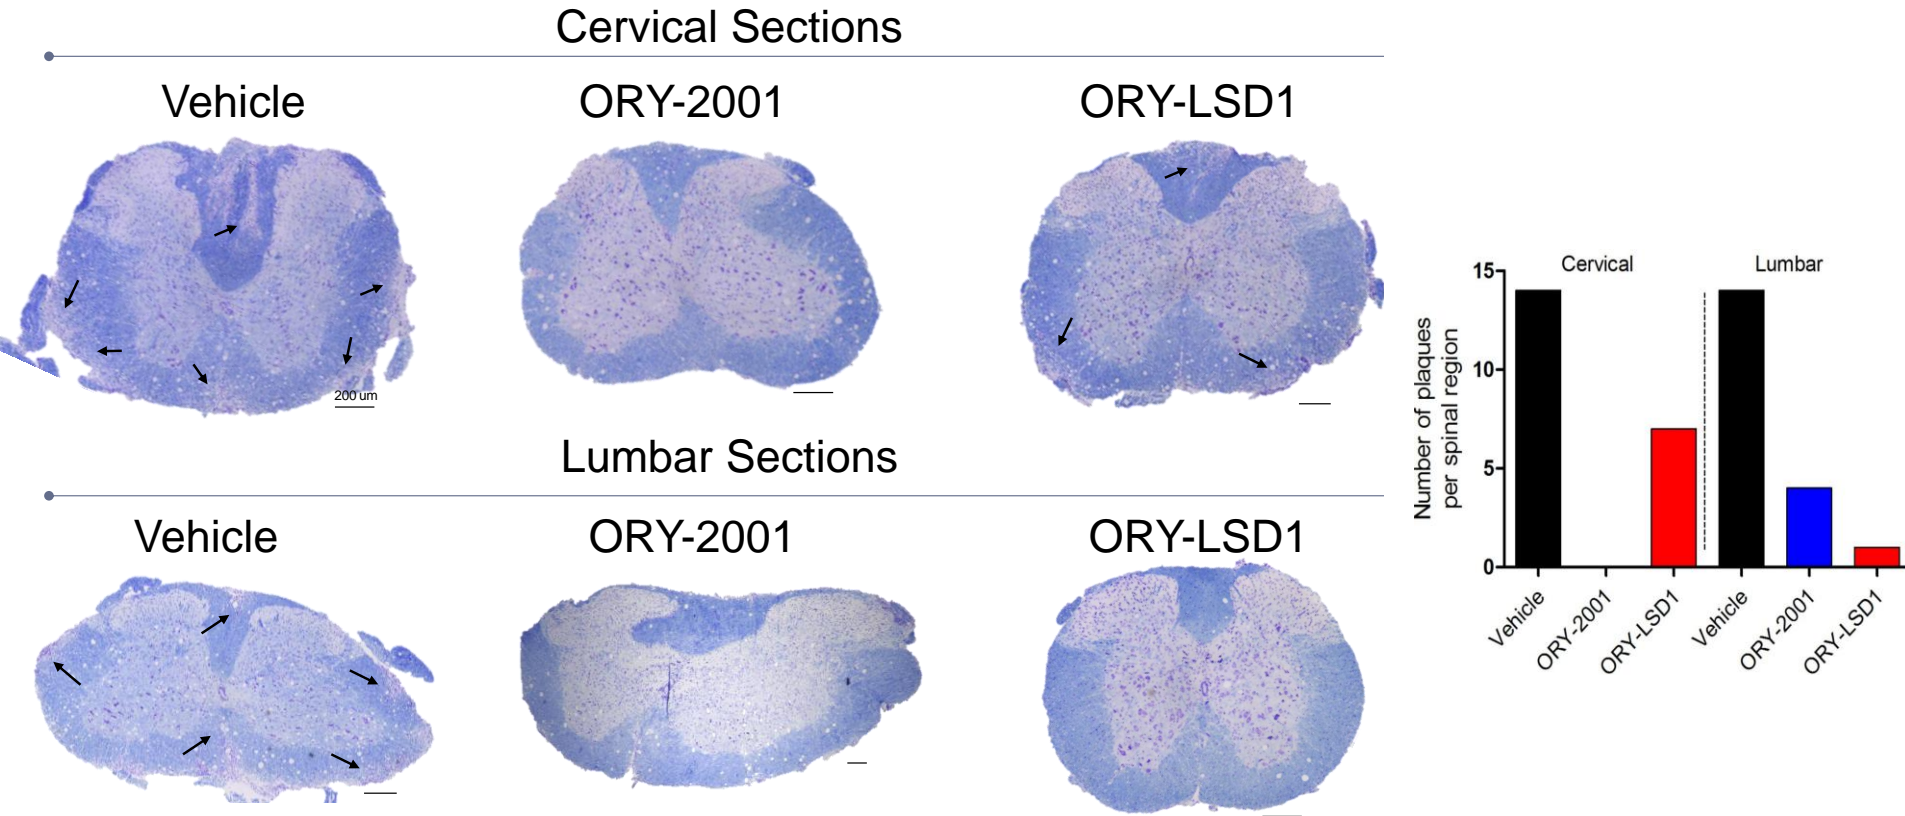 Cervical Sections
Vehicle
ORY-2001
ORY-LSD1
200 um
Lumbar Sections
Vehicle
ORY-2001
ORY-LSD1
Cervical
Lumbar
Number of plaques
per spinal region
15
10
5
0
Vehicle
ORY-2001
ORY-LSD1
Vehicle
ORY-2001
ORY-LSD1